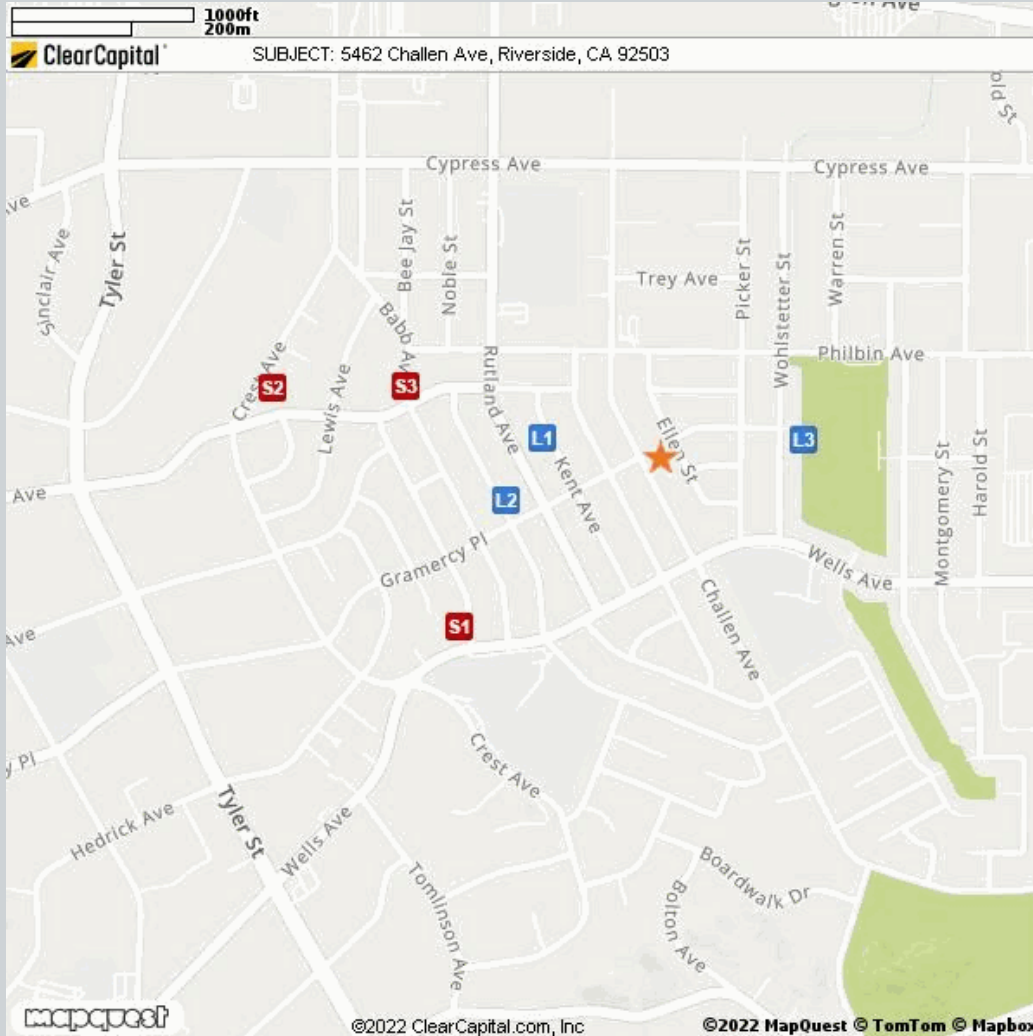 1000ft
200m
ClearCapital
SUBJECT: 5462 Challen Ave, Riverside, CA 92503
Cypress Ave
Cypress Ave
Sinclair Ave
Tyler St
Bee Jay St
Noble St
Trey Ave
Picker St
Wohlstetter St
Warren St
Babb
Rutland Ave
Philbin Ave
Crest Ave
S2
S3
Lewis Ave
L1
Kent Ave
Ellen St
L3
Montgomery St
Harold St
Ave
L2
Gramercy Pl
Wells Ave
S1
Challen Ave
Ave
Crest Ave
Pl
Hedrick Ave
Tyler St
Wells Ave
Tomlinson Ave
Boardwalk Dr
Bolton Ave
mapquest
©2022 ClearCapital.com, Inc
©2022 MapQuest © TomTom © Mapbox